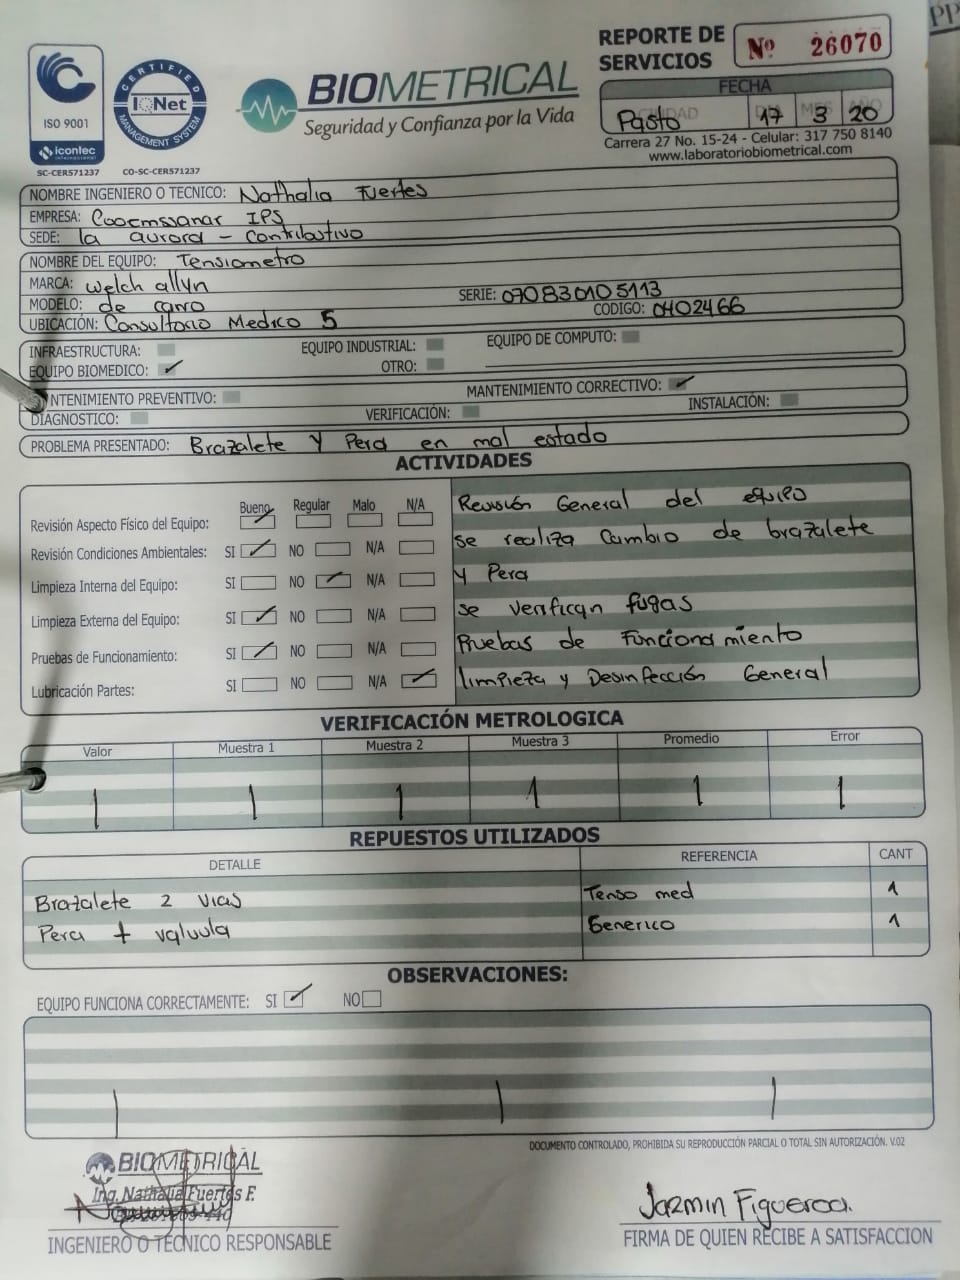 PP
REPORTE DE
SERVICIOS
Nº 26070
ISO 9001
icontec
internacional
SC-CER571237
CERTIFIED
IQNet
MANAGEMENT SYSTEM
CO-SC-CER571237
BIOMETRICAL
Seguridad y Confianza por la Vida
FECHA
CIUDAD DIA MES AÑO
Pasto 17 3 20
Carrera 27 No. 15-24 - Celular: 317 750 8140
www.laboratoriobiometrical.com
NOMBRE INGENIERO O TECNICO: Nathalia Fuertes
EMPRESA: Cooemssanar IPS
SEDE: la aurora - contributivo
NOMBRE DEL EQUIPO: Tensiometro
MARCA: welch allyn SERIE: 070830105113
MODELO: de carro CODIGO: 0402466
UBICACIÓN: Consultorio Medico 5
INFRAESTRUCTURA: EQUIPO INDUSTRIAL: EQUIPO DE COMPUTO:
EQUIPO BIOMEDICO: ✓ OTRO:
NTENIMIENTO PREVENTIVO: MANTENIMIENTO CORRECTIVO: ✓
DIAGNOSTICO: VERIFICACIÓN: INSTALACIÓN:
PROBLEMA PRESENTADO: Brazalete y Pera en mal estado
ACTIVIDADES
Bueno Regular Malo N/A
Revisión Aspecto Físico del Equipo:
Revisión Condiciones Ambientales: SI NO N/A
Limpieza Interna del Equipo: SI NO N/A
Limpieza Externa del Equipo: SI NO N/A
Pruebas de Funcionamiento: SI NO N/A
Lubricación Partes: SI NO N/A
Revisión General del equipo
se realiza cambio de brazalete
y Pera
se verifican fugas
Pruebas de Funcionamiento
limpieza y Desinfección General
VERIFICACIÓN METROLOGICA
Valor Muestra 1 Muestra 2 Muestra 3 Promedio Error
| | | | | |
REPUESTOS UTILIZADOS
DETALLE REFERENCIA CANT
Brazalete 2 vias Tenso med 1
Pera + valvula Generico 1
OBSERVACIONES:
EQUIPO FUNCIONA CORRECTAMENTE: SI ✓ NO
| | |
DOCUMENTO CONTROLADO, PROHIBIDA SU REPRODUCCIÓN PARCIAL O TOTAL SIN AUTORIZACIÓN. V.02
BIOMETRICAL
Ing. Nathalia Fuertes F.
INGENIERO O TÉCNICO RESPONSABLE
Jazmin Figueroa.
FIRMA DE QUIEN RECIBE A SATISFACCION